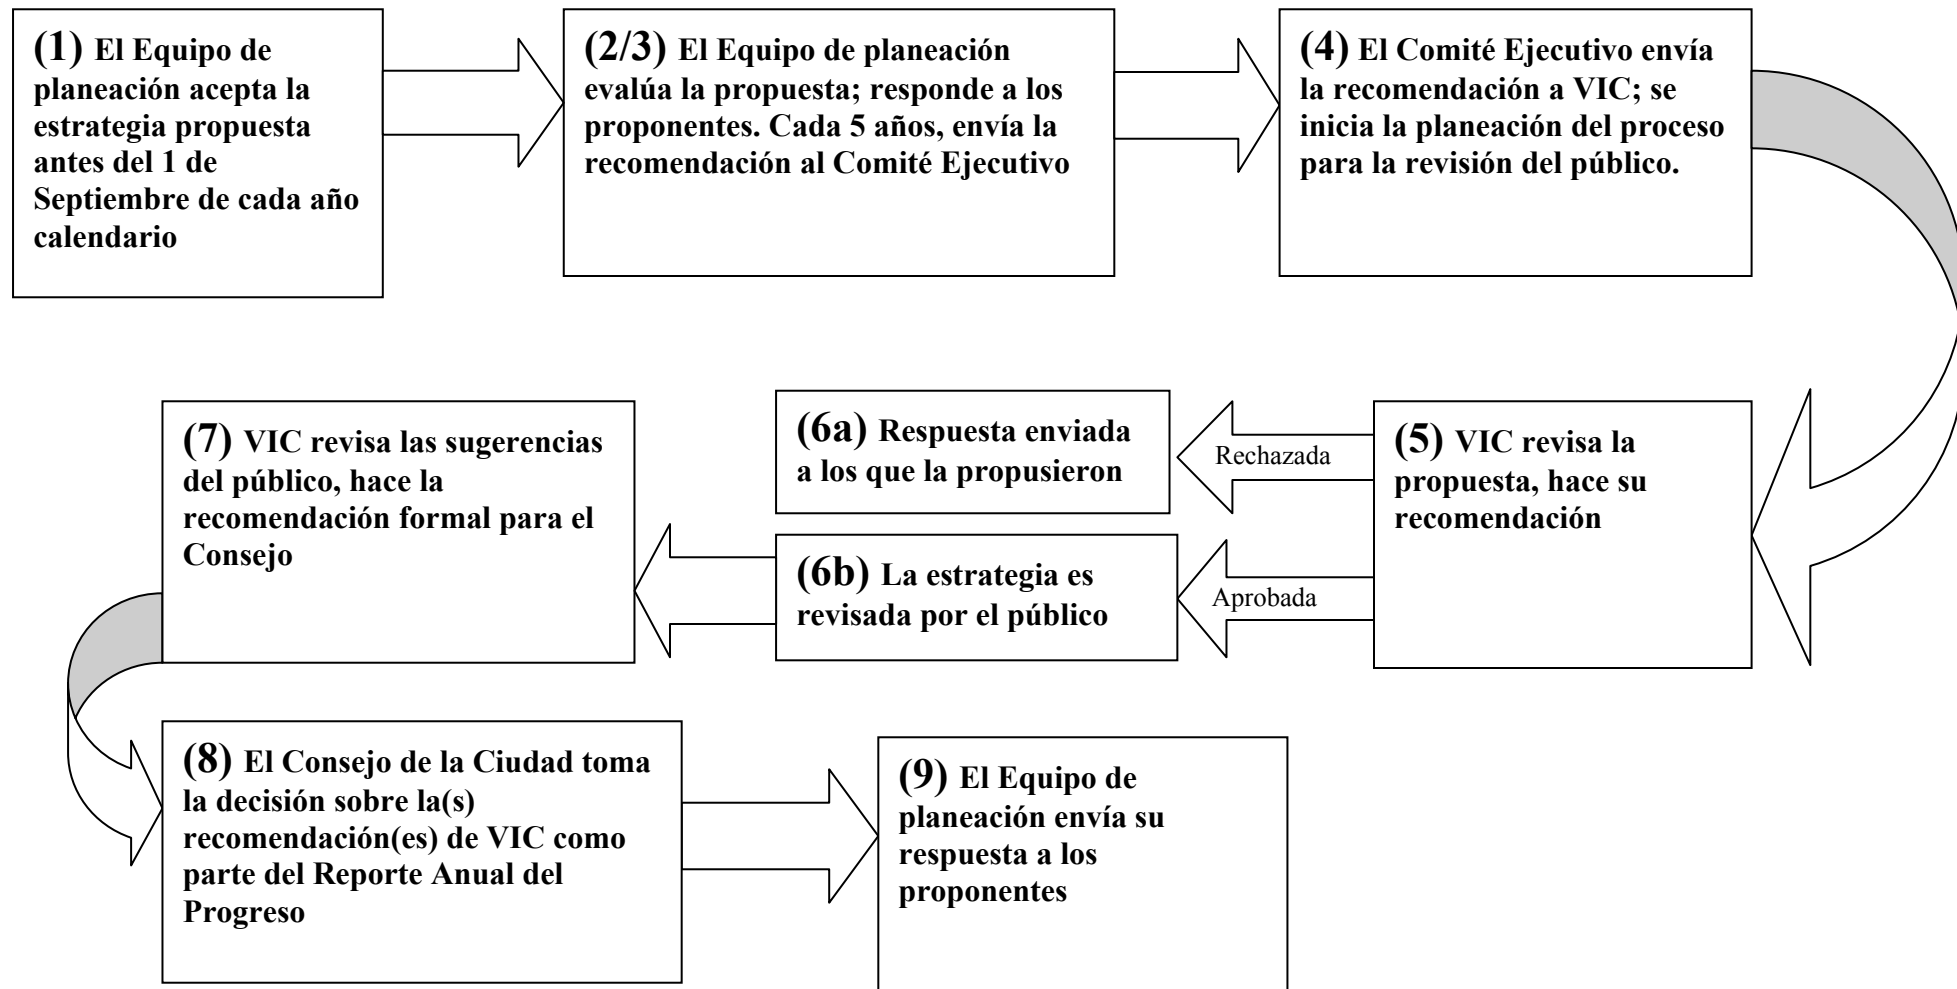 (1) El Equipo de
planeación acepta la
estrategia propuesta
antes del 1 de
Septiembre de cada año
calendario
(2/3) El Equipo de planeación
evalúa la propuesta; responde a los
proponentes. Cada 5 años, envía la
recomendación al Comité Ejecutivo
(4) El Comité Ejecutivo envía
la recomendación a VIC; se
inicia la planeación del proceso
para la revisión del público.
(5) VIC revisa la
propuesta, hace su
recomendación
Rechazada
(6a) Respuesta enviada
a los que la propusieron
Aprobada
(6b) La estrategia es
revisada por el público
(7) VIC revisa las sugerencias
del público, hace la
recomendación formal para el
Consejo
(8) El Consejo de la Ciudad toma
la decisión sobre la(s)
recomendación(es) de VIC como
parte del Reporte Anual del
Progreso
(9) El Equipo de
planeación envía su
respuesta a los
proponentes